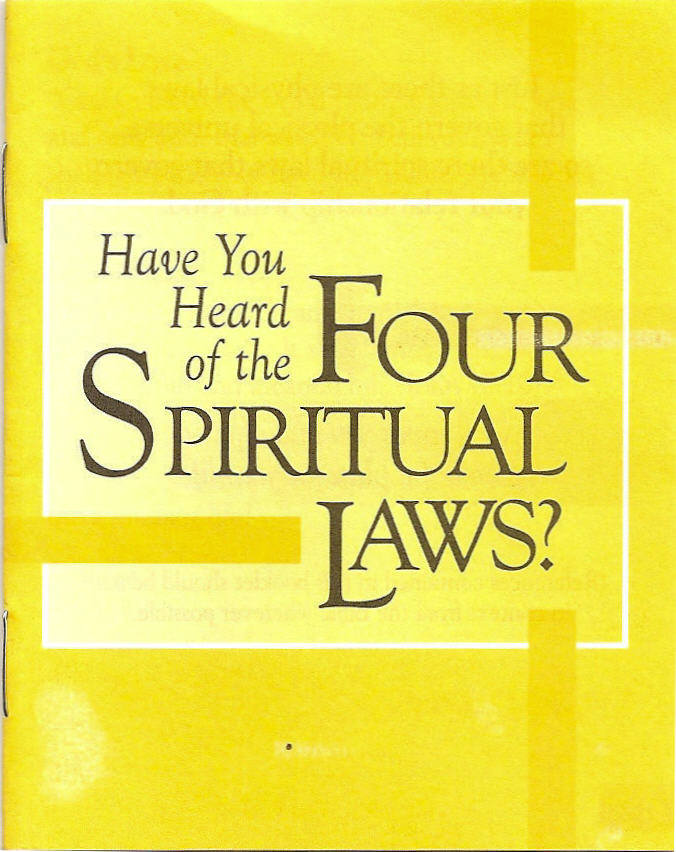 Have You
Heard
of the FOUR
SPIRITUAL
LAWS?